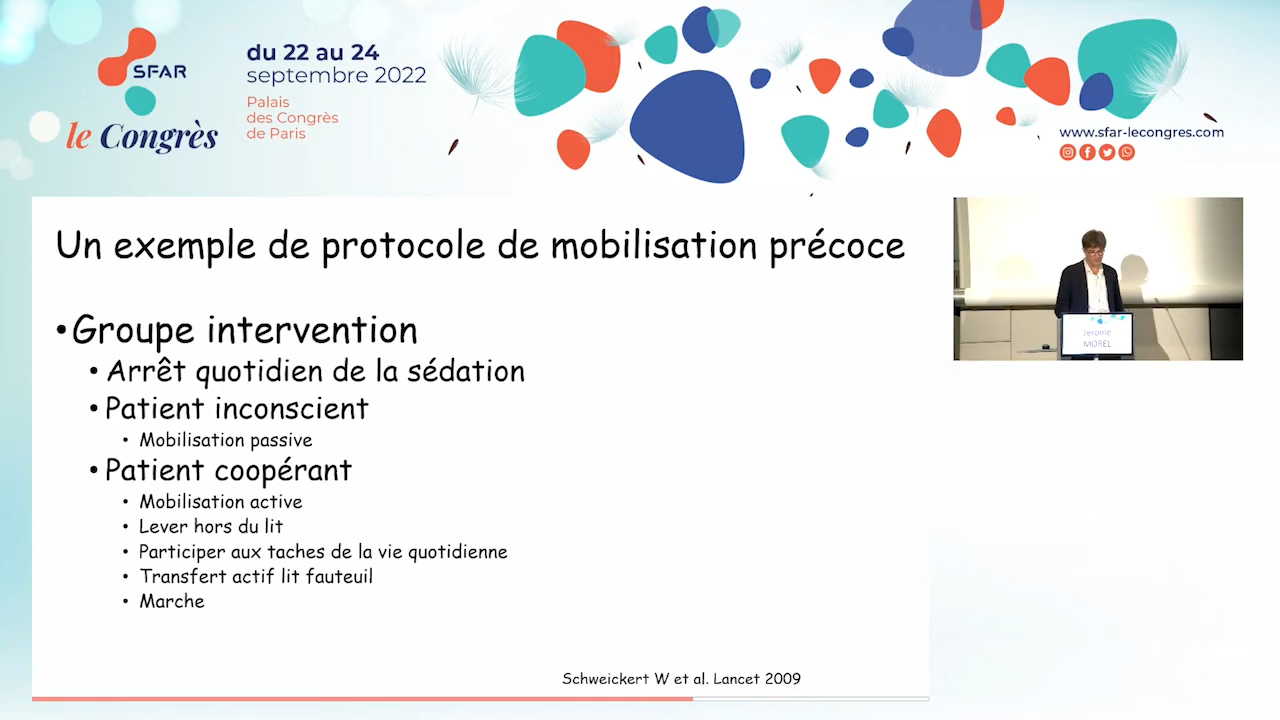 SFAR
le Congrès
du 22 au 24
septembre 2022
Palais
des Congrès
de Paris
www.sfar-lecongres.com
Un exemple de protocole de mobilisation précoce
• Groupe intervention
• Arrêt quotidien de la sédation
• Patient inconscient
• Mobilisation passive
• Patient coopérant
• Mobilisation active
• Lever hors du lit
• Participer aux taches de la vie quotidienne
• Transfert actif lit fauteuil
• Marche
Schweickert W et al. Lancet 2009
Jérome
MOREL